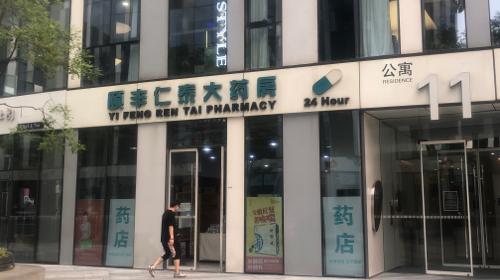 STYLE
颐丰仁泰大药房
YI FENG REN TAI PHARMACY
24 Hour
公寓
RESIDENCE
11
药店
药店